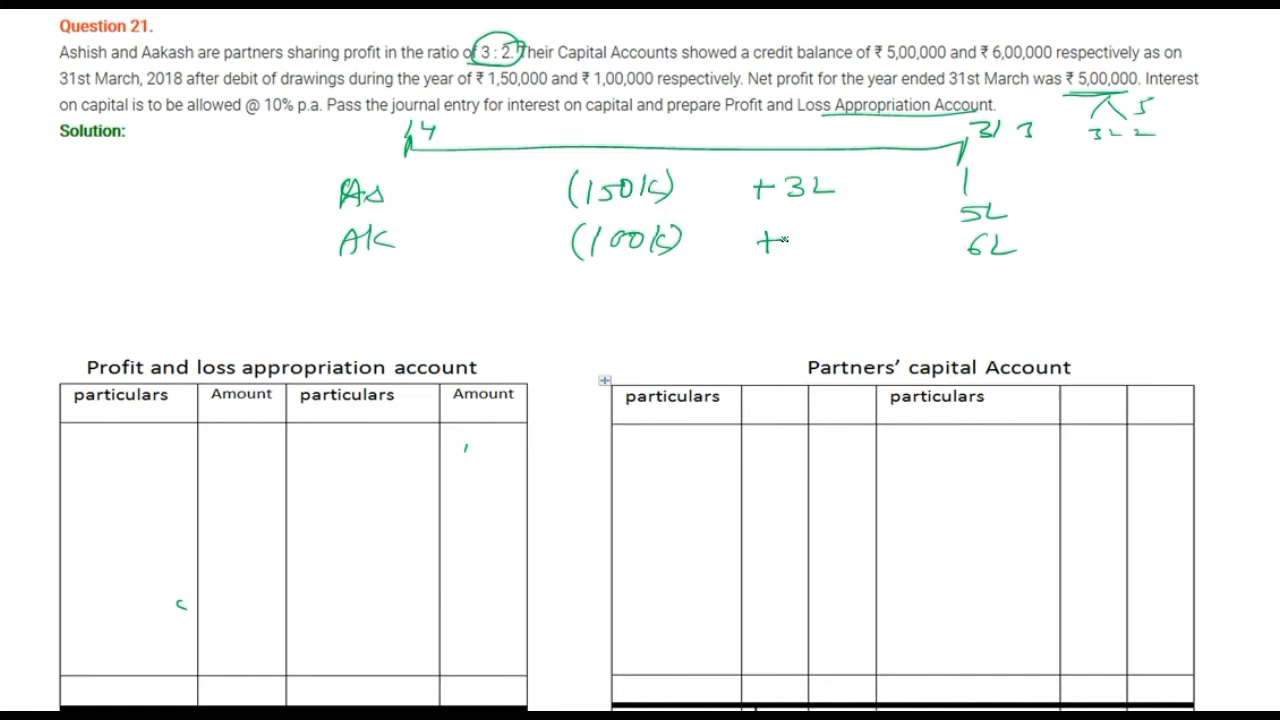 Question 21.
Ashish and Aakash are partners sharing profit in the ratio of 3 : 2. Their Capital Accounts showed a credit balance of ₹ 5,00,000 and ₹ 6,00,000 respectively as on
31st March, 2018 after debit of drawings during the year of ₹ 1,50,000 and ₹ 1,00,000 respectively. Net profit for the year ended 31st March was ₹ 5,00,000. Interest
on capital is to be allowed @ 10% p.a. Pass the journal entry for interest on capital and prepare Profit and Loss Appropriation Account.
Solution:
1/4 31/3 3L 2L
As (150K) +3L 5L
AK (100K) + 6L
Profit and loss appropriation account
particulars Amount particulars Amount
Partners' capital Account
particulars particulars